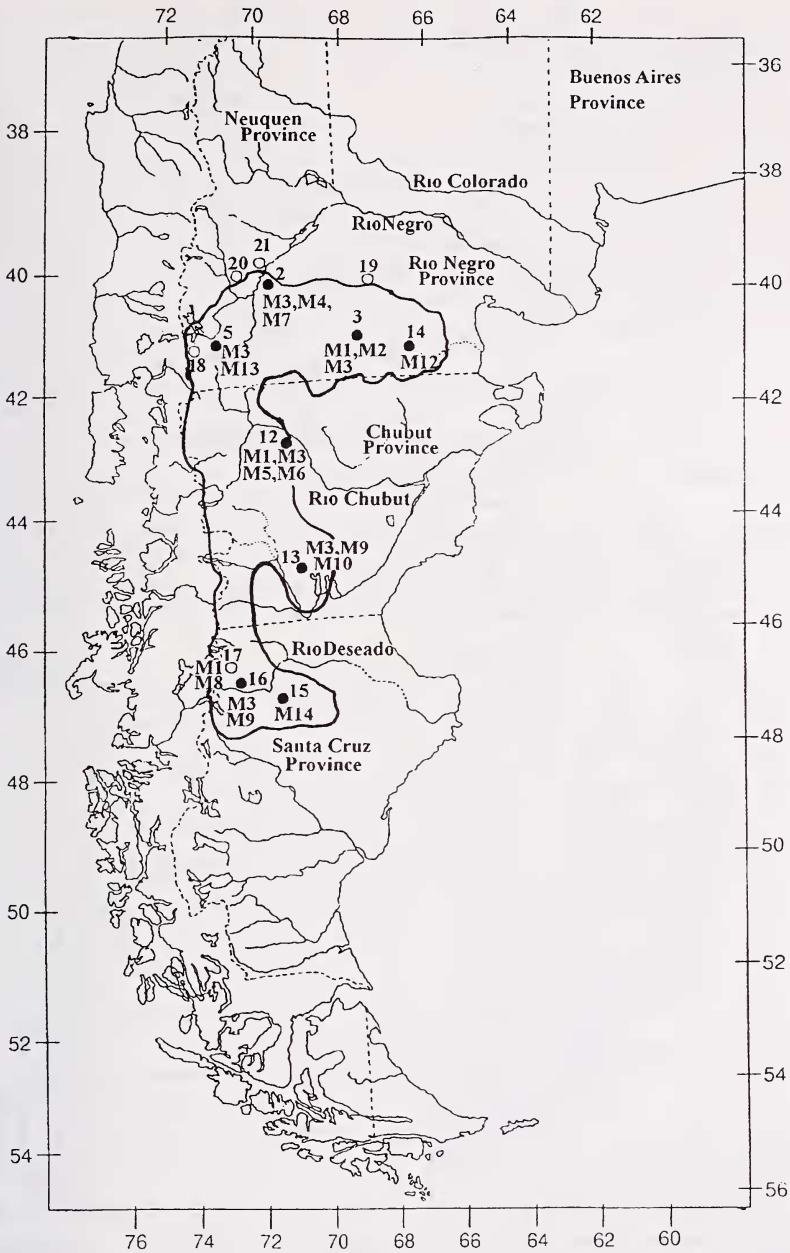 72
70
68
66
64
62
36
Buenos Aires
Province
38
Neuquen
Province
38
Rio Colorado
RioNegro
21
20
40
2
19
Rio Negro
Province
40
M3,M4,
M7
5
3
14
M3
M13
18
M1,M2
M3
M12
42
12
M1,M3
M5,M6
Chubut
Province
42
Rio Chubut
44
44
13
M3,M9
M10
46
46
17
M1
M8
16
RioDeseado
M3
M9
15
M14
48
Santa Cruz
Province
48
50
50
52
52
54
54
56
76
74
72
70
68
66
64
62
60